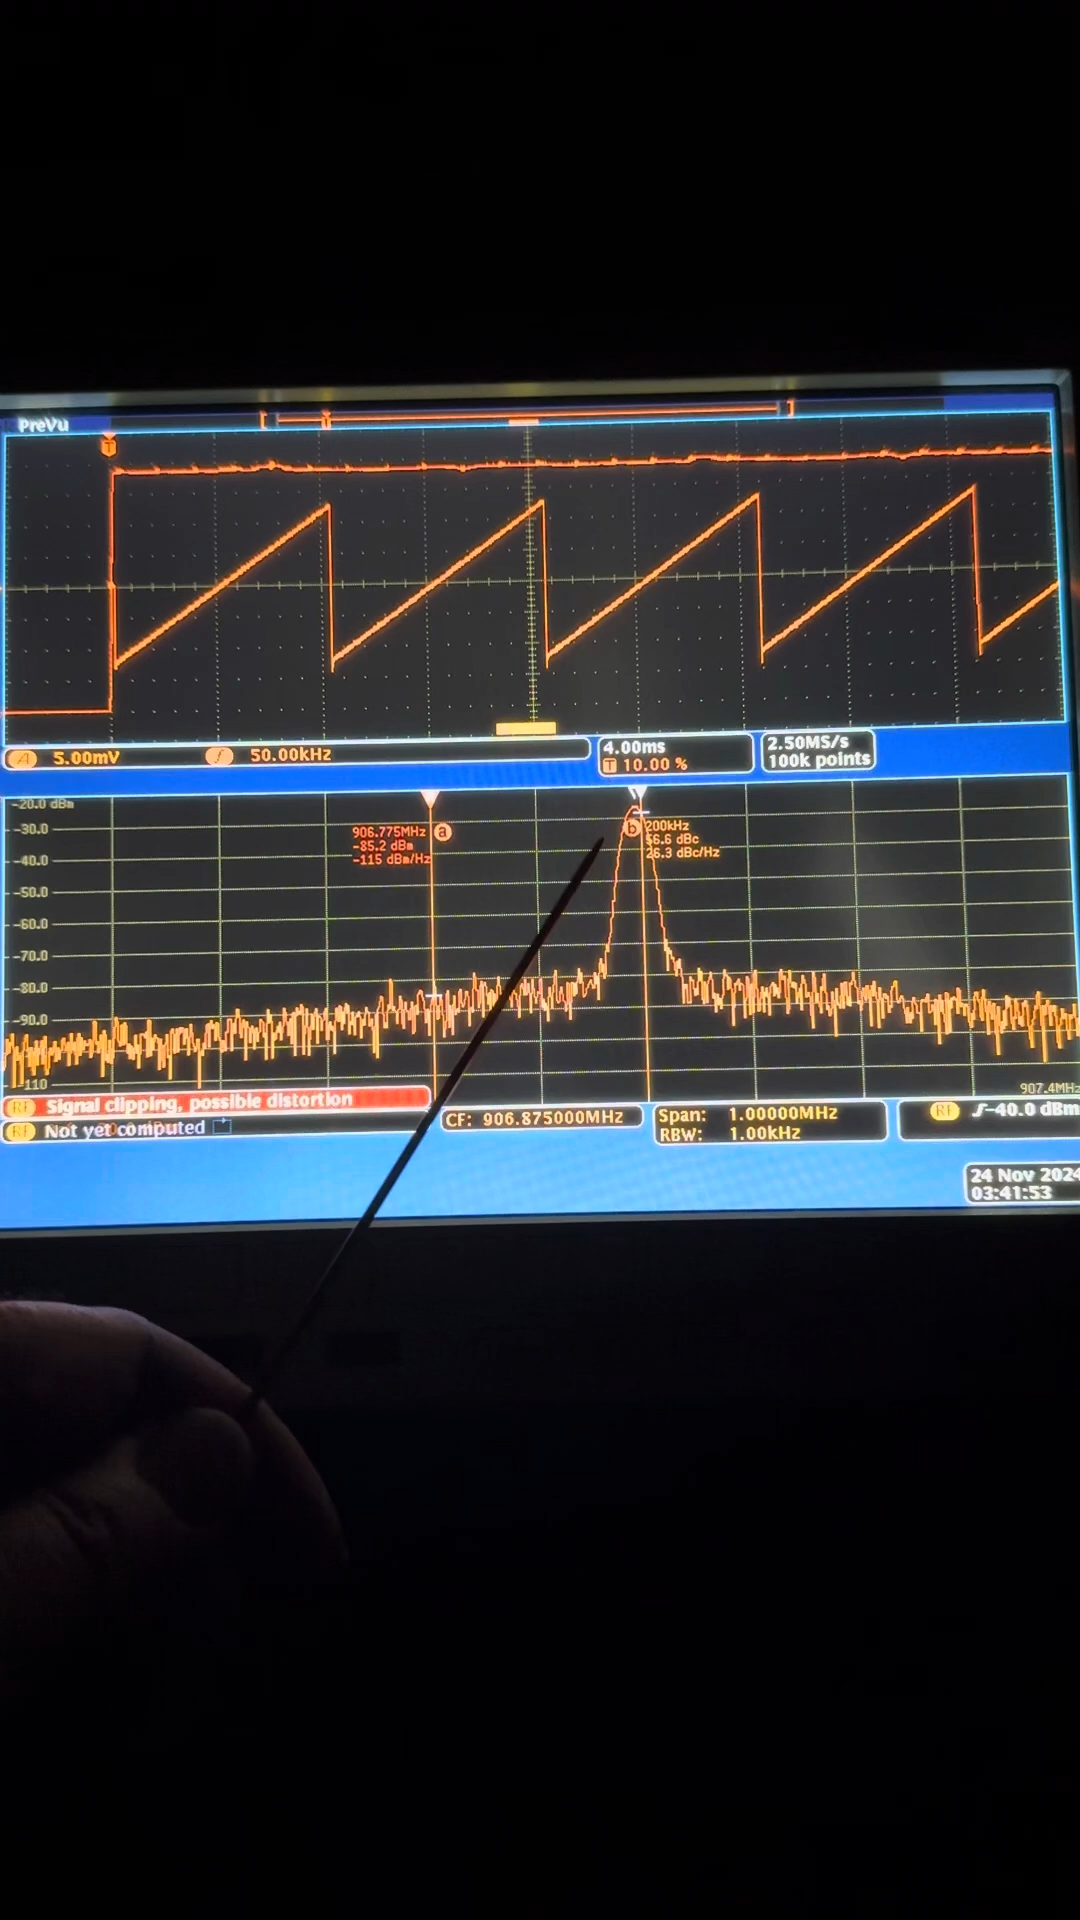 PreVu
T
T
A 5.00mV f 50.00kHz
4.00ms
T 10.00 %
2.50MS/s
100k points
-20.0 dBm
-30.0
-40.0
-50.0
-60.0
-70.0
-80.0
-90.0
-110
906.775MHz a
-85.2 dBm
-115 dBm/Hz
b 200kHz
56.6 dBc
26.3 dBc/Hz
907.4MHz
RF Signal clipping, possible distortion
RF Not yet computed
CF: 906.875000MHz
Span: 1.00000MHz
RBW: 1.00kHz
RF -40.0 dBm
24 Nov 2024
03:41:53